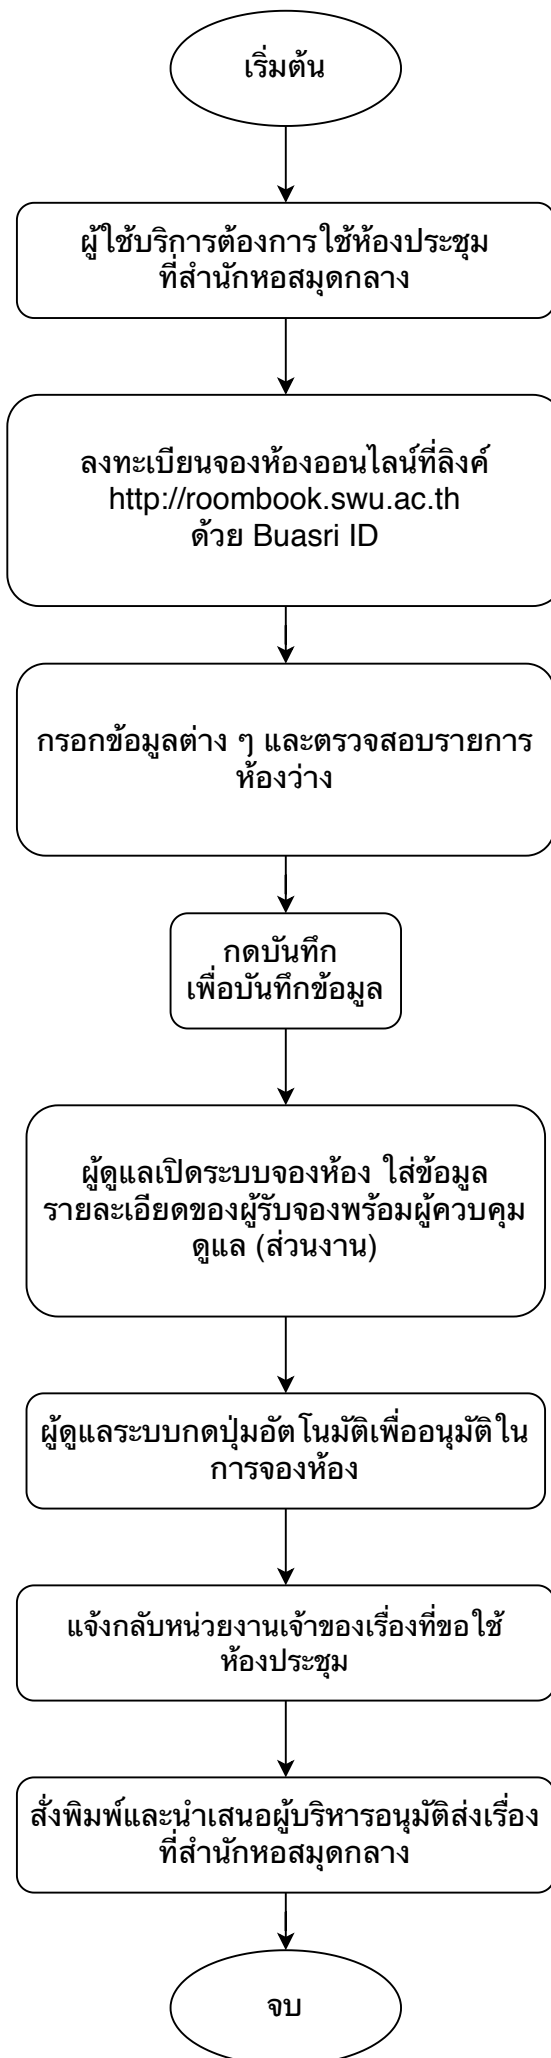 เริ่มต้น
ผู้ใช้บริการต้องการใช้ห้องประชุม
ที่สำนักหอสมุดกลาง
ลงทะเบียนจองห้องออนไลน์ที่ลิงค์
http://roombook.swu.ac.th
ด้วย Buasri ID
กรอกข้อมูลต่าง ๆ และตรวจสอบรายการ
ห้องว่าง
กดบันทึก
เพื่อบันทึกข้อมูล
ผู้ดูแลเปิดระบบจองห้อง ใส่ข้อมูล
รายละเอียดของผู้รับจองพร้อมผู้ควบคุม
ดูแล (ส่วนงาน)
ผู้ดูแลระบบกดปุ่มอัตโนมัติเพื่ออนุมัติใน
การจองห้อง
แจ้งกลับหน่วยงานเจ้าของเรื่องที่ขอใช้
ห้องประชุม
สั่งพิมพ์และนำเสนอผู้บริหารอนุมัติส่งเรื่อง
ที่สำนักหอสมุดกลาง
จบ